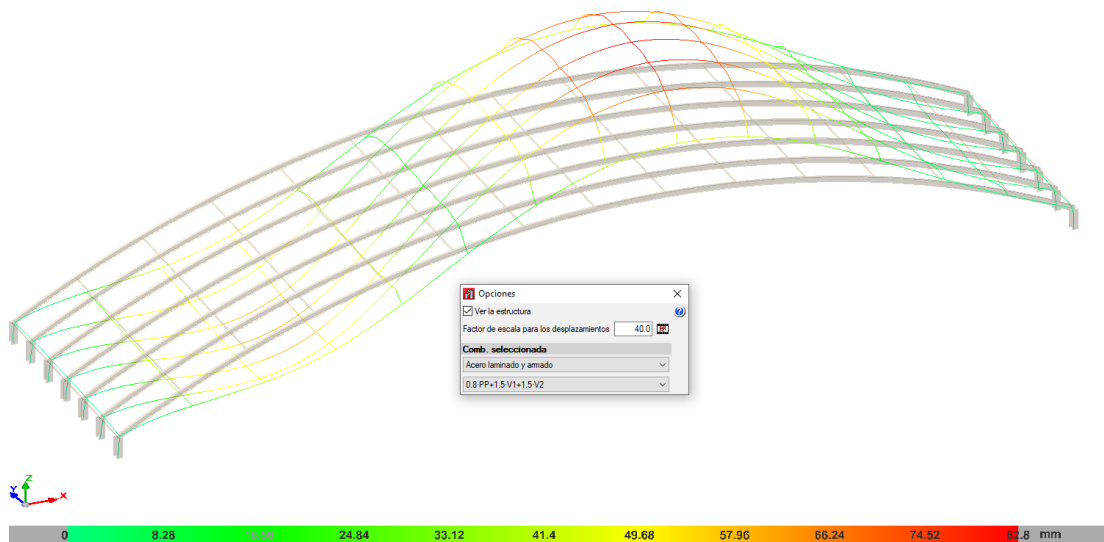 Opciones
Ver la estructura
Factor de escala para los desplazamientos 40.0
Comb. seleccionada
Acero laminado y armado
0.8·PP+1.5·V1+1.5·V2
Y Z X
0 8.28 24.84 33.12 41.4 49.68 57.96 66.24 74.52 82.8 mm